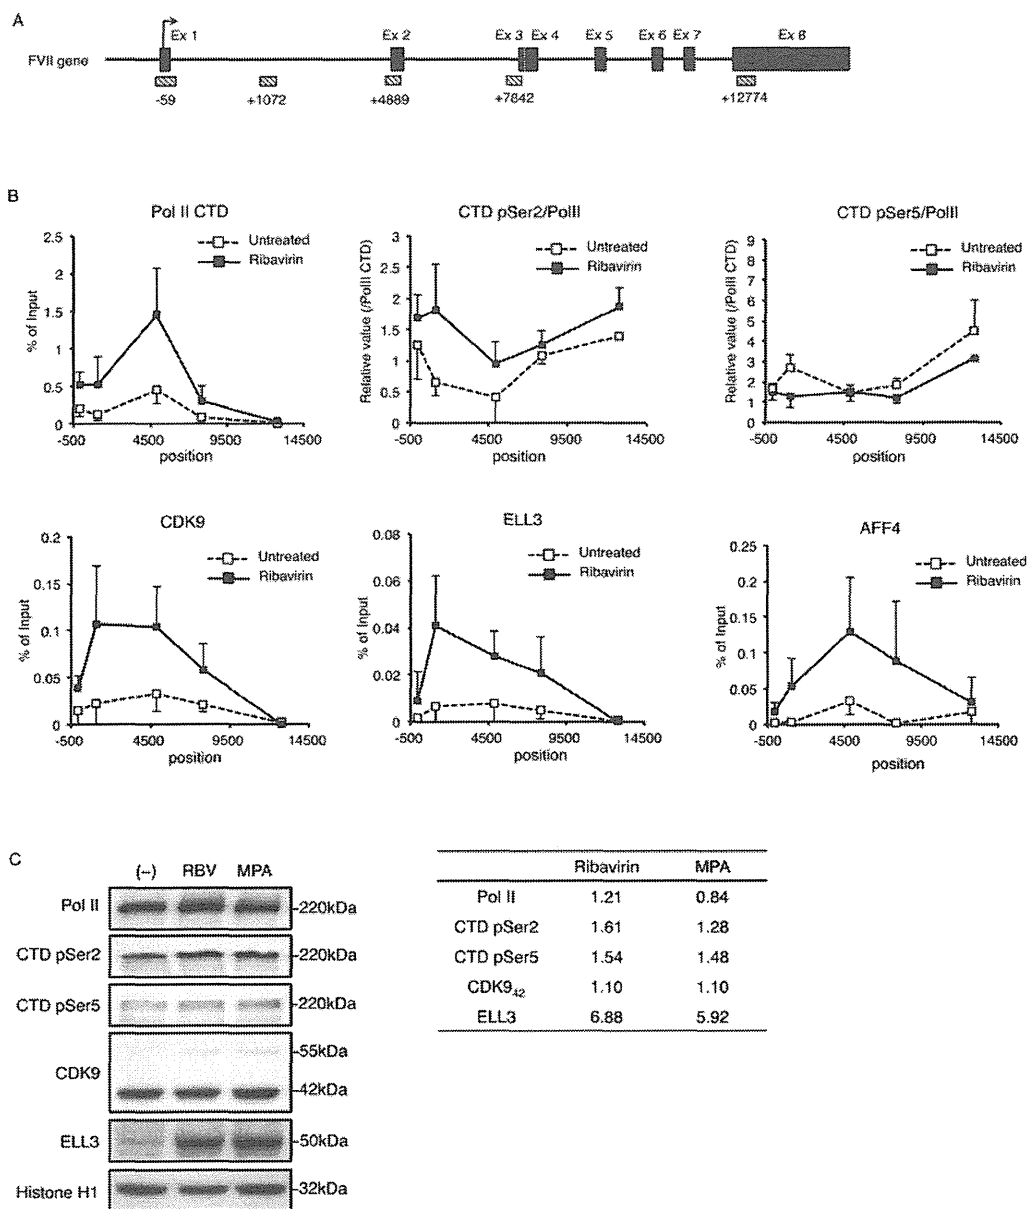 A
Ex 1 Ex 2 Ex 3 Ex 4 Ex 5 Ex 6 Ex 7 Ex 8
FVII gene
-59 +1072 +4889 +7842 +12774
B
Pol II CTD
% of Input
2.5
2
1.5
1
0.5
0
-500 4500 9500 14500
position
Untreated
Ribavirin
CTD pSer2/PolII
Relative value (/PolII CTD)
3
2.5
2
1.5
1
0.5
0
-500 4500 9500 14500
position
Untreated
Ribavirin
CTD pSer5/PolII
Relative value (/PolII CTD)
9
8
7
6
5
4
3
2
1
0
-500 4500 9500 14500
position
Untreated
Ribavirin
CDK9
% of Input
0.2
0.15
0.1
0.05
0
-500 4500 9500 14500
position
Untreated
Ribavirin
ELL3
% of Input
0.08
0.06
0.04
0.02
0
-500 4500 9500 14500
position
Untreated
Ribavirin
AFF4
% of Input
0.25
0.2
0.15
0.1
0.05
0
-500 4500 9500 14500
position
Untreated
Ribavirin
C
(-) RBV MPA
Pol II -220kDa
CTD pSer2 -220kDa
CTD pSer5 -220kDa
-55kDa
CDK9
-42kDa
ELL3 -50kDa
Histone H1 -32kDa
Ribavirin MPA
Pol II 1.21 0.84
CTD pSer2 1.61 1.28
CTD pSer5 1.54 1.48
CDK9₄₂ 1.10 1.10
ELL3 6.88 5.92